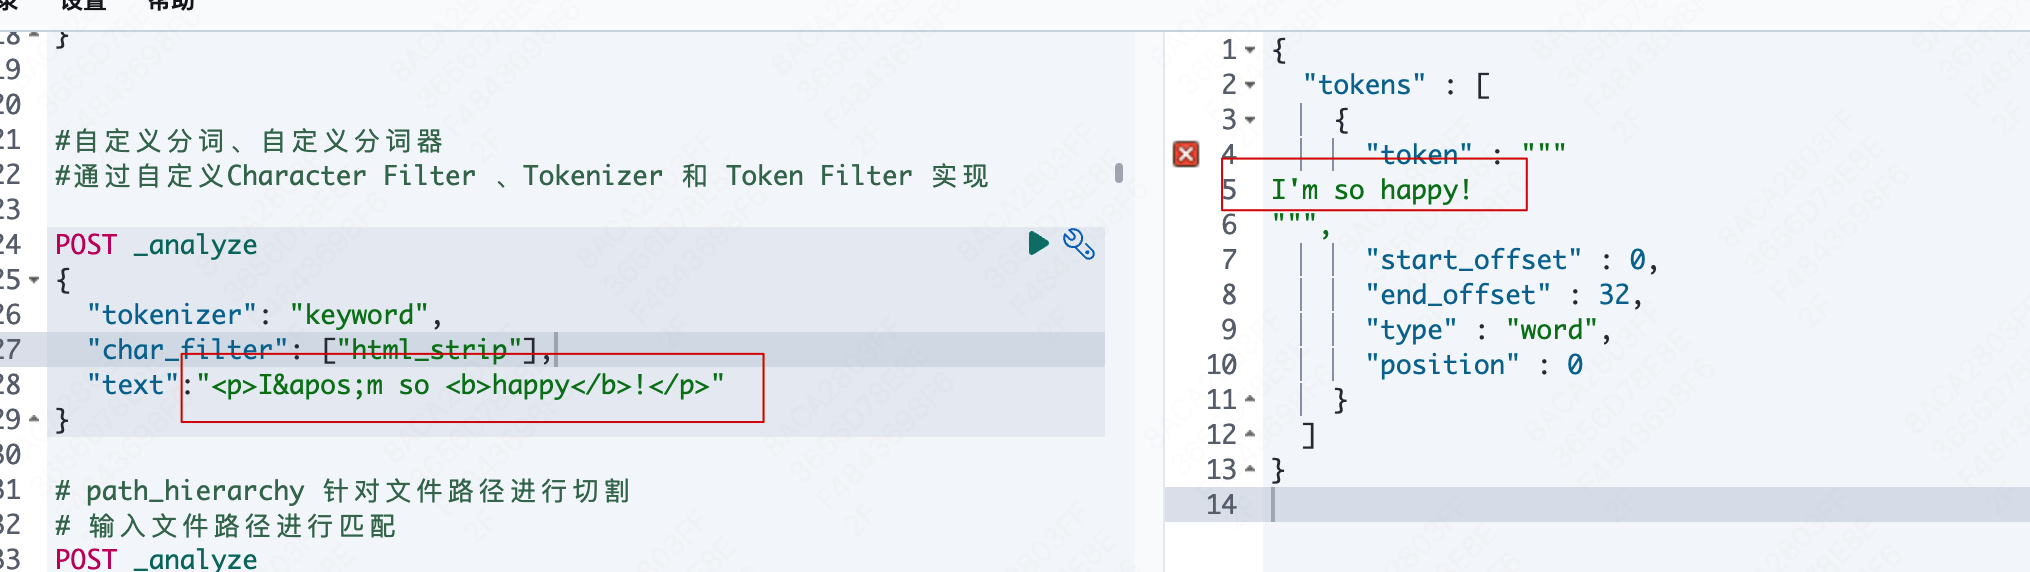 设置 帮助
18 }
19
20
21 #自定义分词、自定义分词器
22 #通过自定义Character Filter 、Tokenizer 和 Token Filter 实现
23
24 POST _analyze
25 {
26 "tokenizer": "keyword",
27 "char_filter": ["html_strip"],
28 "text":"<p>I&apos;m so <b>happy</b>!</p>"
29 }
30
31 # path_hierarchy 针对文件路径进行切割
32 # 输入文件路径进行匹配
33 POST _analyze
1 {
2 "tokens" : [
3 {
4 "token" : """
5 I'm so happy!
6 """,
7 "start_offset" : 0,
8 "end_offset" : 32,
9 "type" : "word",
10 "position" : 0
11 }
12 ]
13 }
14